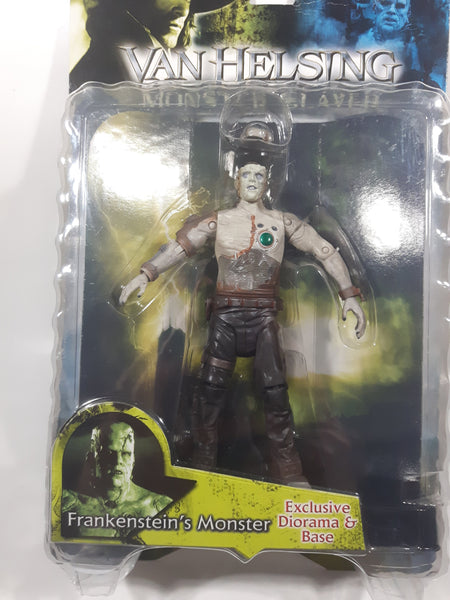 VAN HELSING
MONSTER SLAYER
Frankenstein's Monster
Exclusive
Diorama &
Base